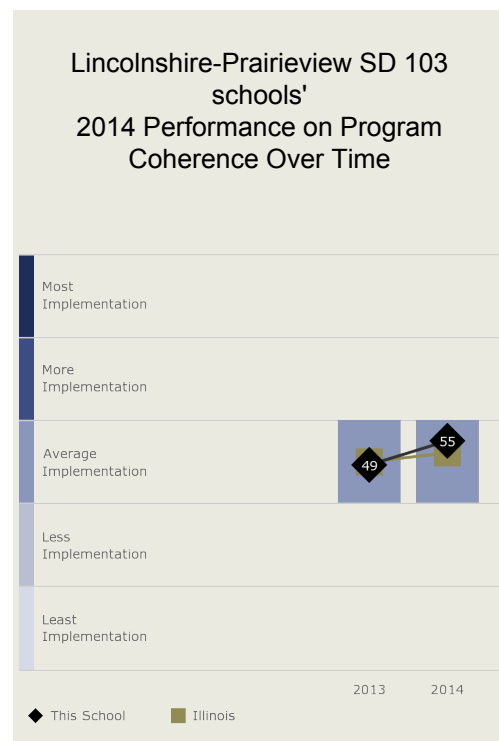 Lincolnshire-Prairieview SD 103
schools'
2014 Performance on Program
Coherence Over Time
Most
Implementation
More
Implementation
Average
Implementation
49
55
Less
Implementation
Least
Implementation
2013 2014
This School Illinois